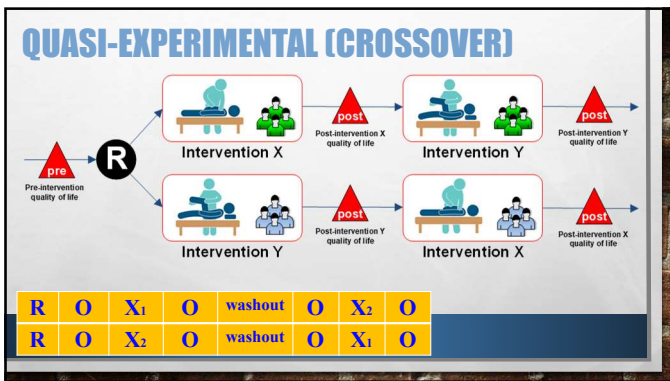 QUASI-EXPERIMENTAL (CROSSOVER)
pre
Pre-intervention
quality of life
R
Intervention X
post
Post-intervention X
quality of life
Intervention Y
post
Post-intervention Y
quality of life
Intervention Y
post
Post-intervention Y
quality of life
Intervention X
post
Post-intervention X
quality of life
R O X₁ O washout O X₂ O
R O X₂ O washout O X₁ O